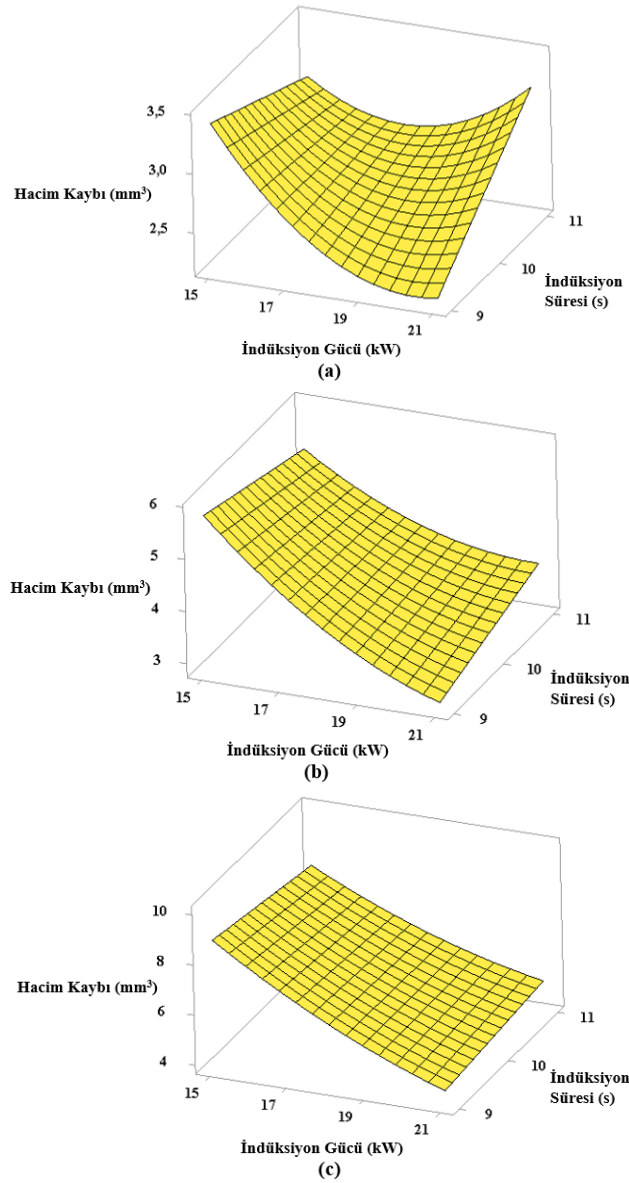 3,5
3,0
Hacim Kaybı (mm³)
2,5
11
10
İndüksiyon
Süresi (s)
9
15
17
19
21
İndüksiyon Gücü (kW)
(a)
6
5
Hacim Kaybı (mm³)
4
3
11
10
İndüksiyon
Süresi (s)
9
15
17
19
21
İndüksiyon Gücü (kW)
(b)
10
8
Hacim Kaybı (mm³)
6
4
11
10
İndüksiyon
Süresi (s)
9
15
17
19
21
İndüksiyon Gücü (kW)
(c)